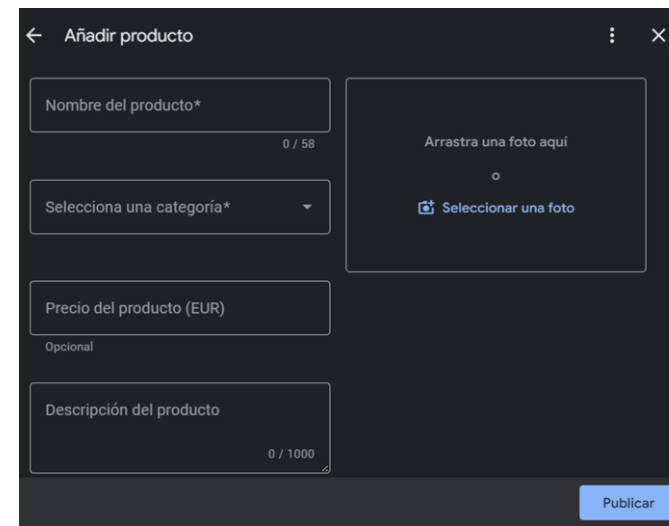 Añadir producto
Nombre del producto*
0 / 58
Selecciona una categoría*
Precio del producto (EUR)
Opcional
Descripción del producto
0 / 1000
Arrastra una foto aquí
o
Seleccionar una foto
Publicar